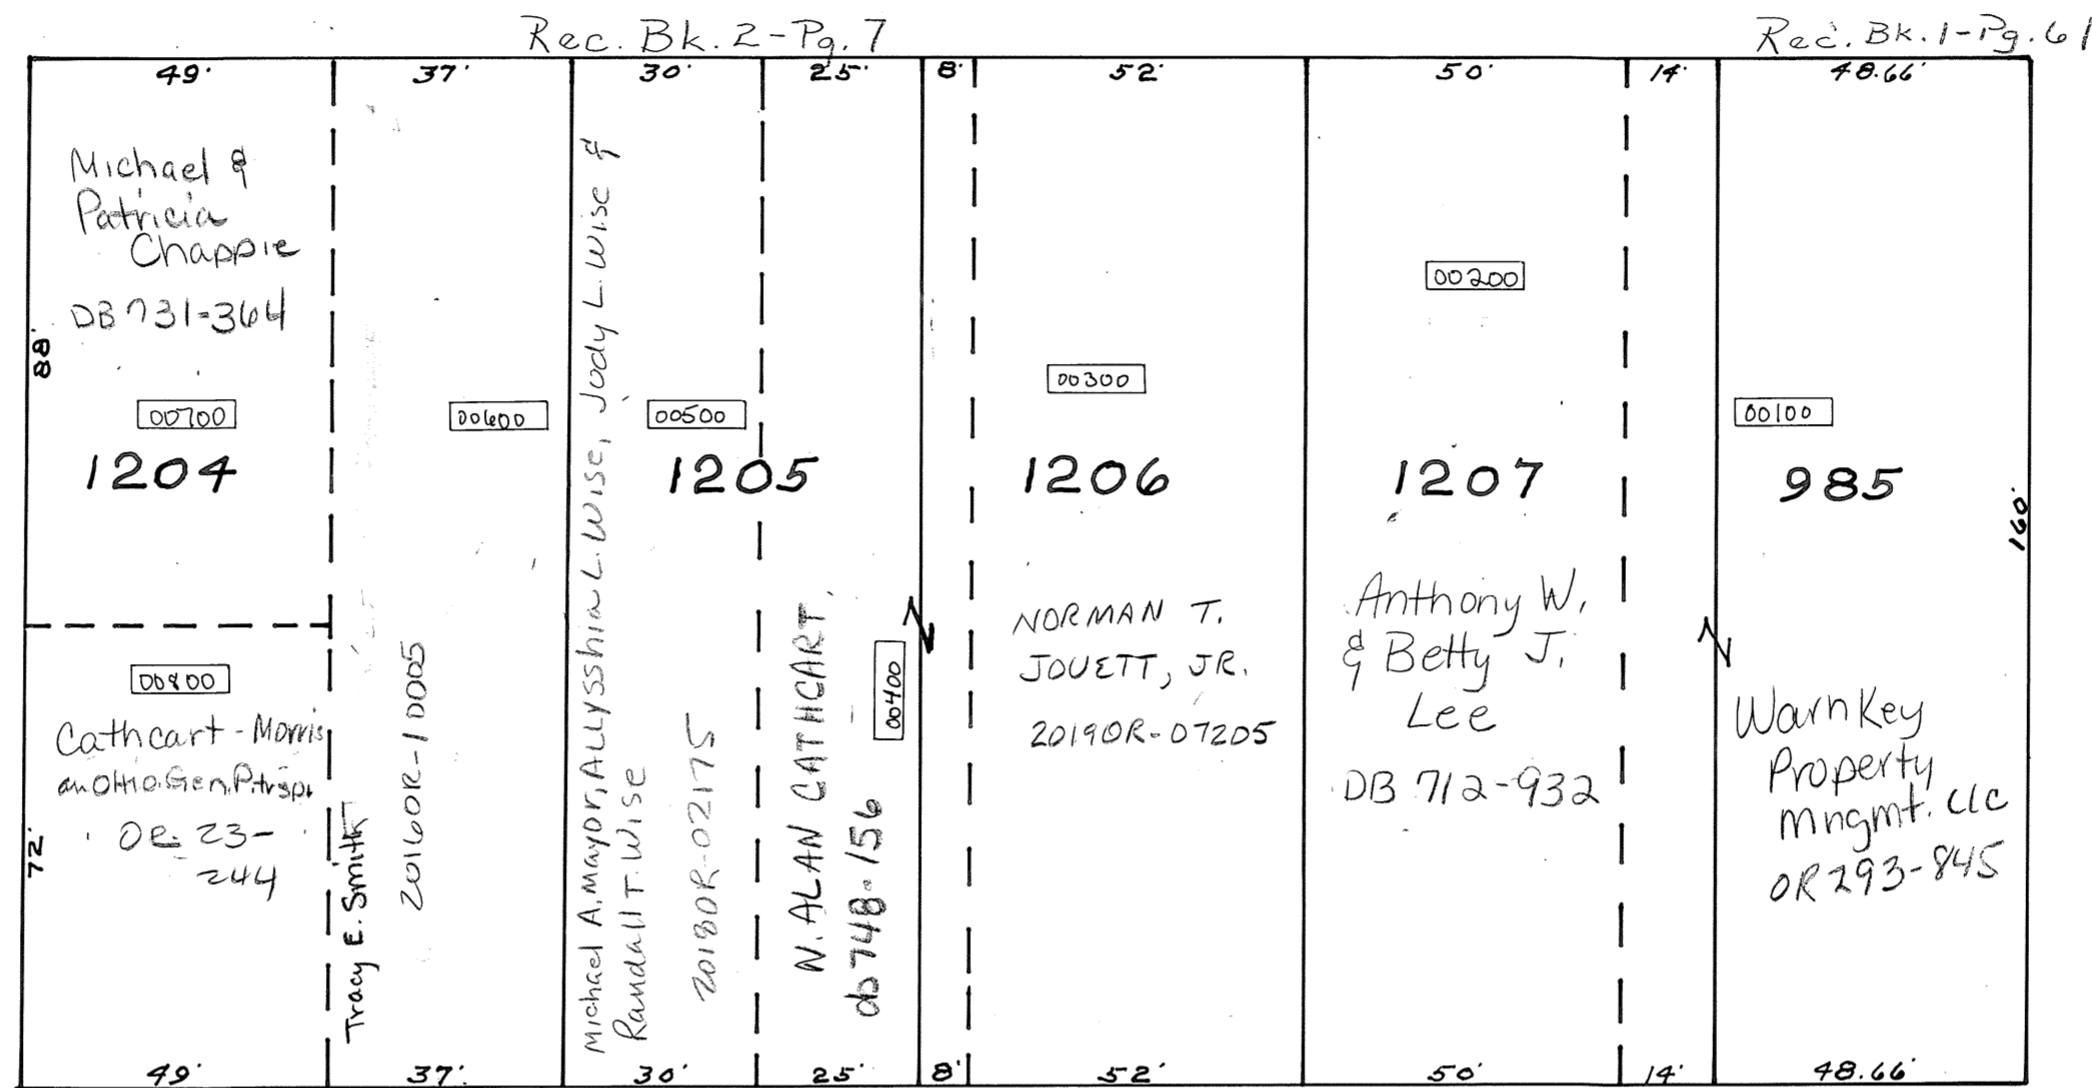 Rec. Bk. 2-Pg. 7
Rec. Bk. 1-Pg. 61
49' 37' 30' 25' 8' 52' 50' 14' 48.66'
Michael &
Patricia
Chappie
DB 731-364
88'
00700
1204
00800
Cathcart - Morris
an Ohio. Gen. Ptrsp.
OR 23-
244
72'
Tracy E. Smith
2016OR-10005
00600
Michael A. Mayor, Allysshia L. Wise, Jody L. Wise &
Randall T. Wise
2018OR-02175
00500
1205
N. ALAN CATHCART
db 748-156
00400
00300
1206
NORMAN T.
JOUETT, JR.
2019OR-07205
00200
1207
Anthony W.
& Betty J.
Lee
DB 712-932
00100
985
160'
Warnkey
Property
Mngmt. LLC
OR 293-845
49' 37' 30' 25' 8' 52' 50' 14' 48.66'